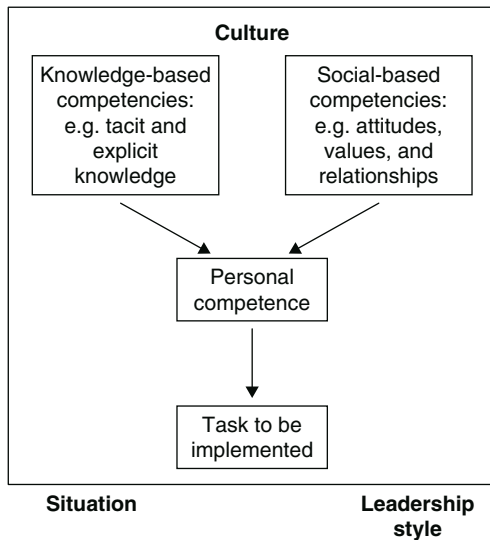 Culture
Knowledge-based
competencies:
e.g. tacit and
explicit
knowledge
Social-based
competencies:
e.g. attitudes,
values, and
relationships
Personal
competence
Task to be
implemented
Situation
Leadership
style